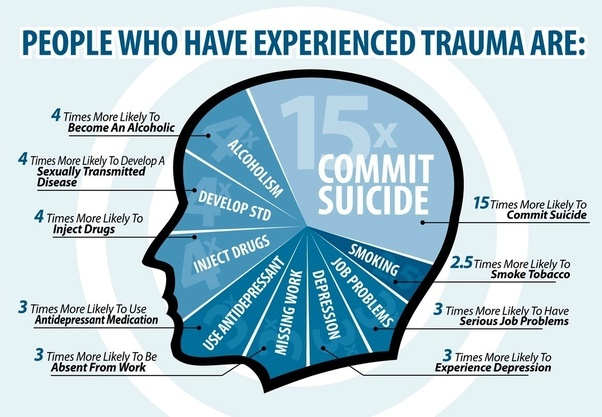 PEOPLE WHO HAVE EXPERIENCED TRAUMA ARE:
4 Times More Likely To
Become An Alcoholic
4 Times More Likely To Develop A
Sexually Transmitted
Disease
4 Times More Likely To
Inject Drugs
3 Times More Likely To Use
Antidepressant Medication
3 Times More Likely To Be
Absent From Work
4x
ALCOHOLISM
4x
DEVELOP STD
4x
INJECT DRUGS
3x
USE ANTIDEPRESSANT
MISSING WORK
DEPRESSION
JOB PROBLEMS
SMOKING
15x
COMMIT
SUICIDE
15 Times More Likely To
Commit Suicide
2.5 Times More Likely To
Smoke Tobacco
3 Times More Likely To Have
Serious Job Problems
3 Times More Likely To
Experience Depression